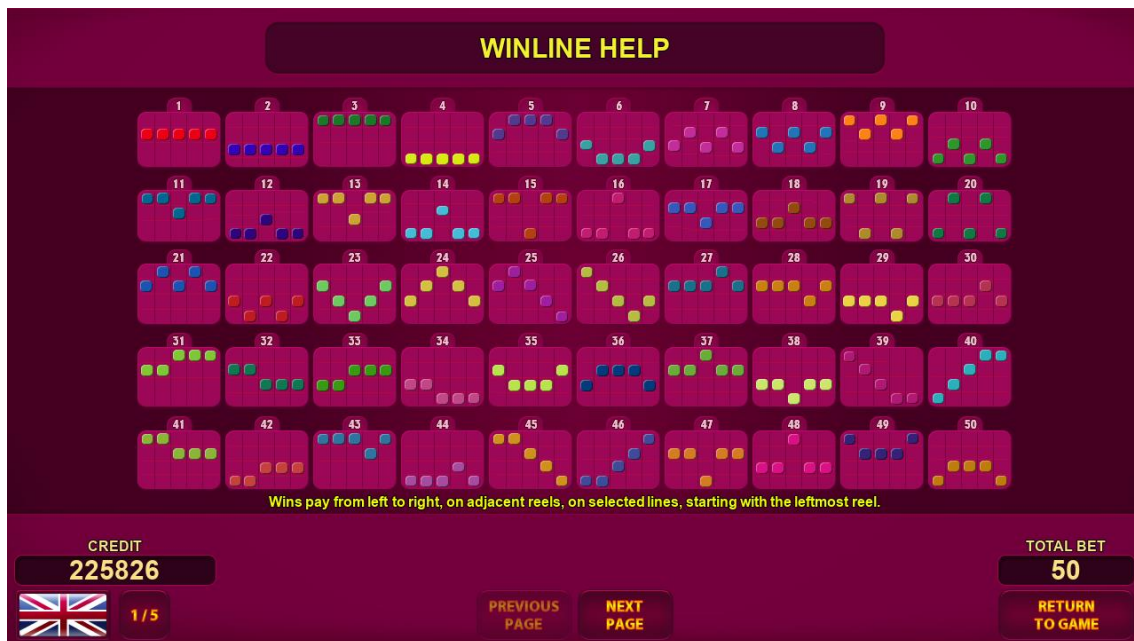 WINLINE HELP
1 2 3 4 5 6 7 8 9 10
11 12 13 14 15 16 17 18 19 20
21 22 23 24 25 26 27 28 29 30
31 32 33 34 35 36 37 38 39 40
41 42 43 44 45 46 47 48 49 50
Wins pay from left to right, on adjacent reels, on selected lines, starting with the leftmost reel.
CREDIT
225826
TOTAL BET
50
1/5
PREVIOUS
PAGE
NEXT
PAGE
RETURN
TO GAME